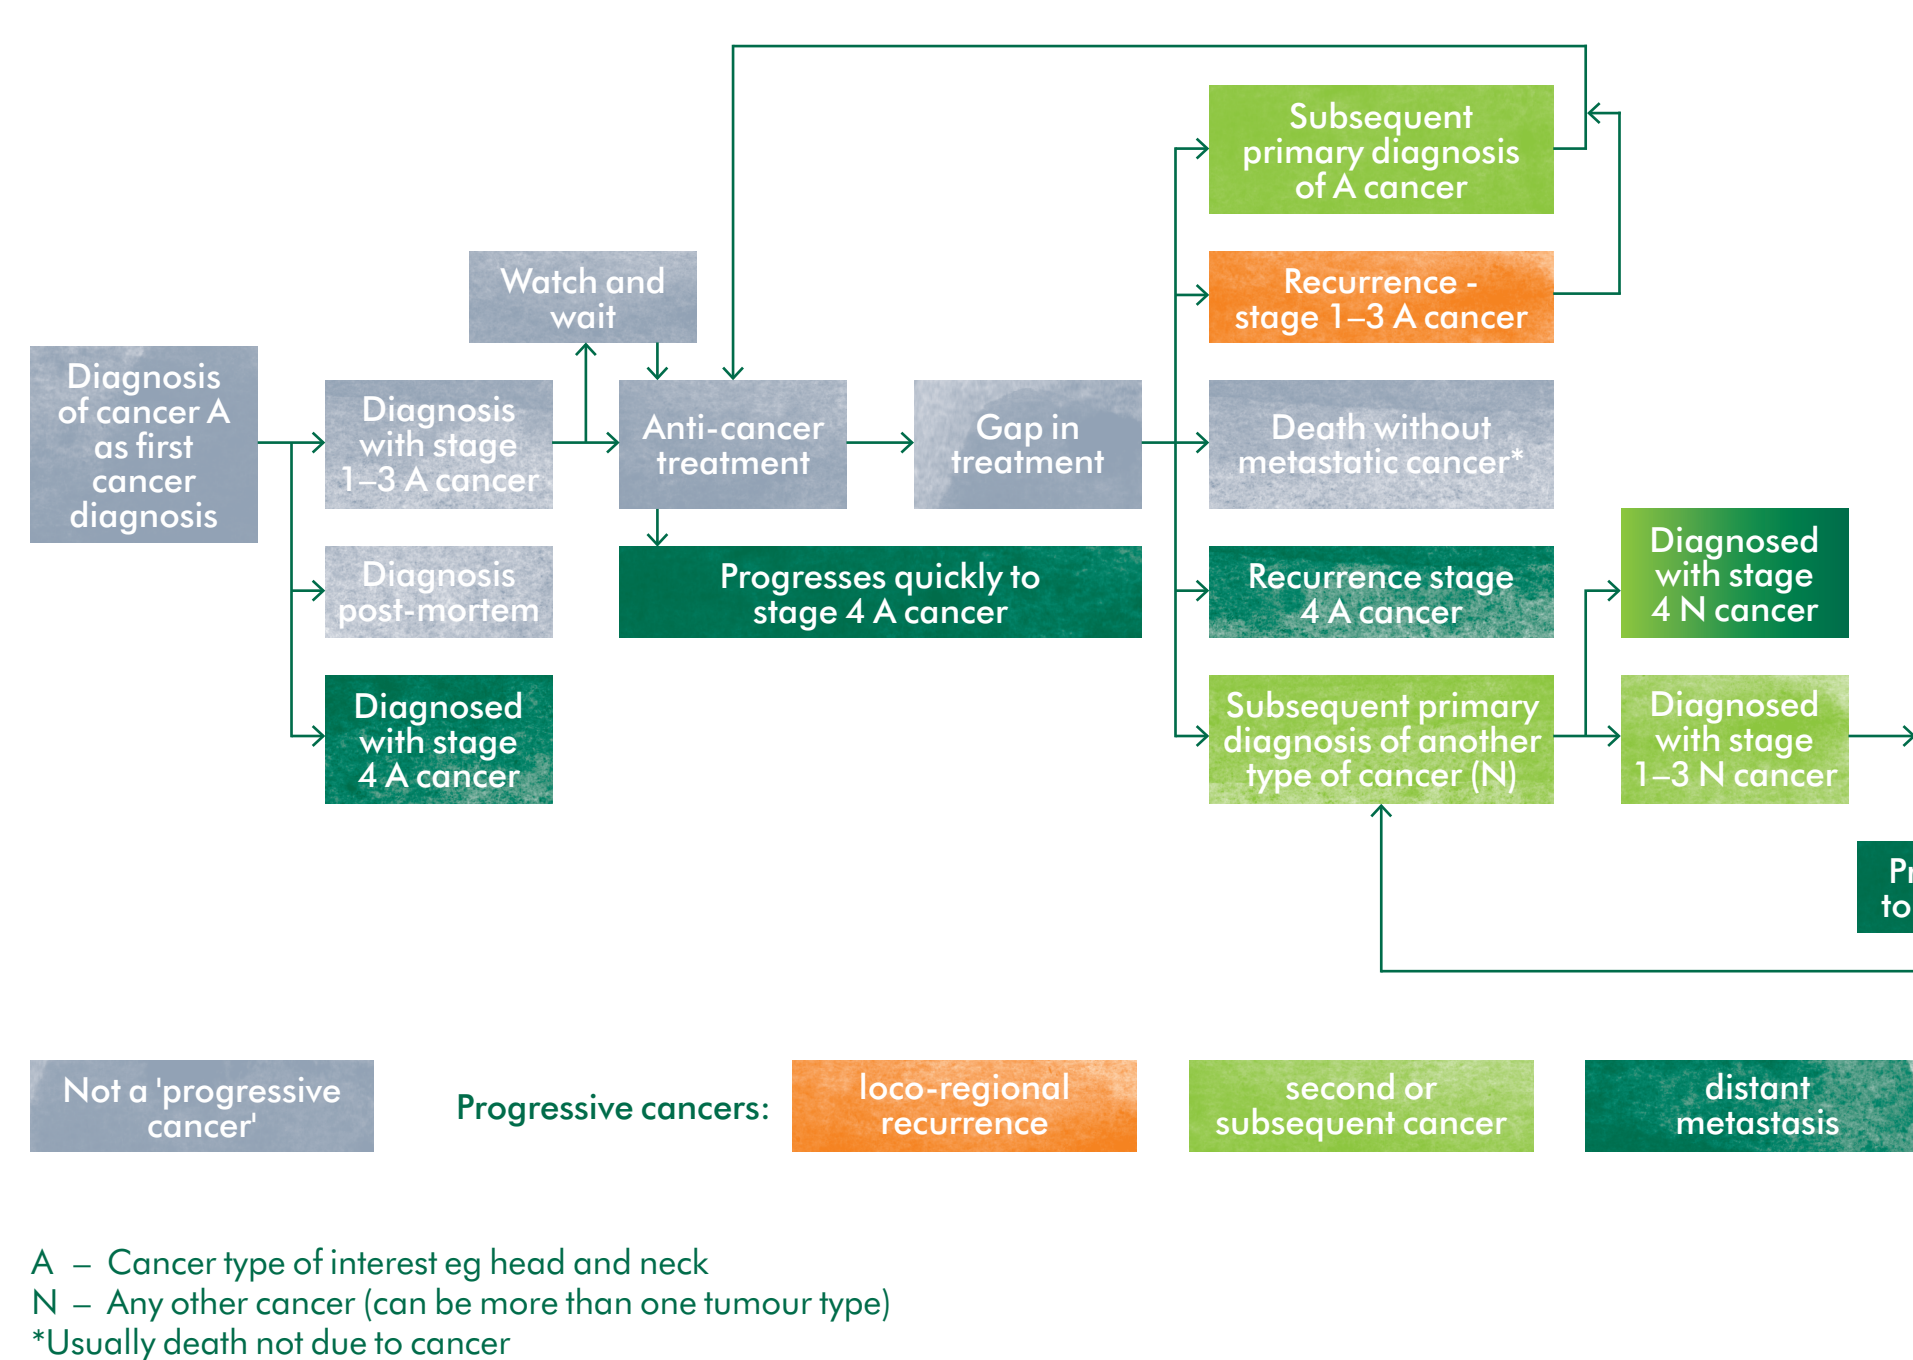 Subsequent
primary diagnosis
of A cancer
Watch and
wait
Recurrence -
stage 1–3 A cancer
Diagnosis
of cancer A
as first
cancer
diagnosis
Diagnosis
with stage
1–3 A cancer
Anti-cancer
treatment
Gap in
treatment
Death without
metastatic cancer*
Diagnosis
post-mortem
Progresses quickly to
stage 4 A cancer
Recurrence stage
4 A cancer
Diagnosed
with stage
4 N cancer
Diagnosed
with stage
4 A cancer
Subsequent primary
diagnosis of another
type of cancer (N)
Diagnosed
with stage
1–3 N cancer
to
Not a 'progressive
cancer'
Progressive cancers:
loco-regional
recurrence
second or
subsequent cancer
distant
metastasis
A – Cancer type of interest eg head and neck
N – Any other cancer (can be more than one tumour type)
*Usually death not due to cancer